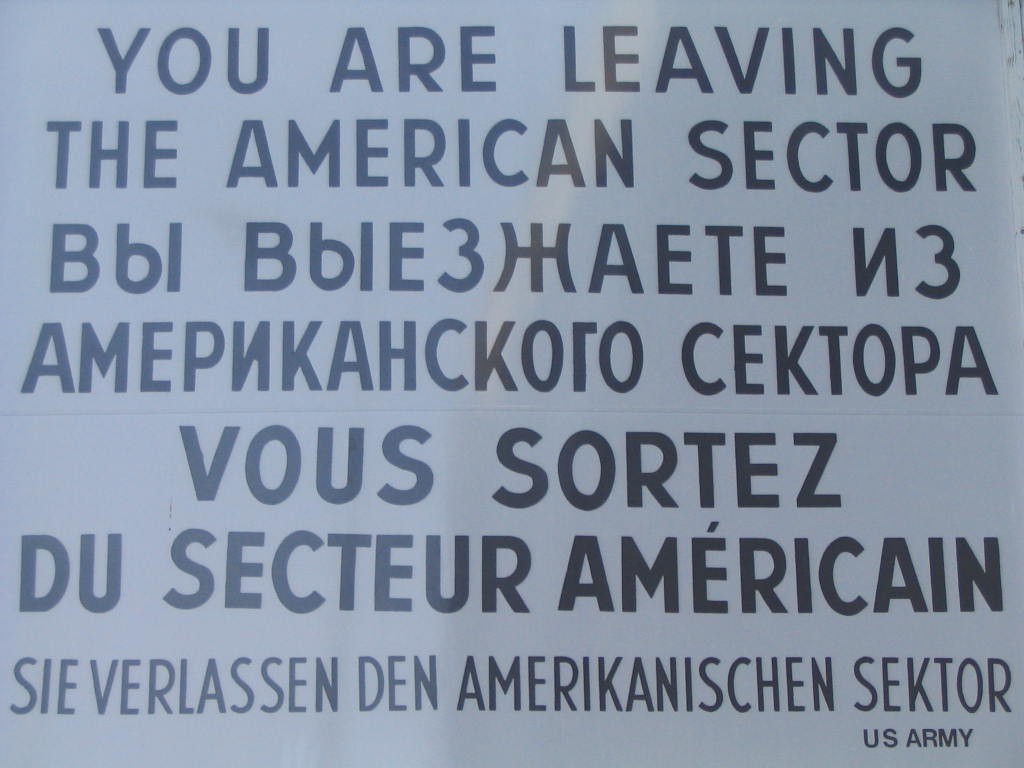 YOU ARE LEAVING
THE AMERICAN SECTOR
ВЫ ВЫЕЗЖАЕТЕ ИЗ
АМЕРИКАНСКОГО СЕКТОРА
VOUS SORTEZ
DU SECTEUR AMÉRICAIN
SIE VERLASSEN DEN AMERIKANISCHEN SEKTOR
US ARMY